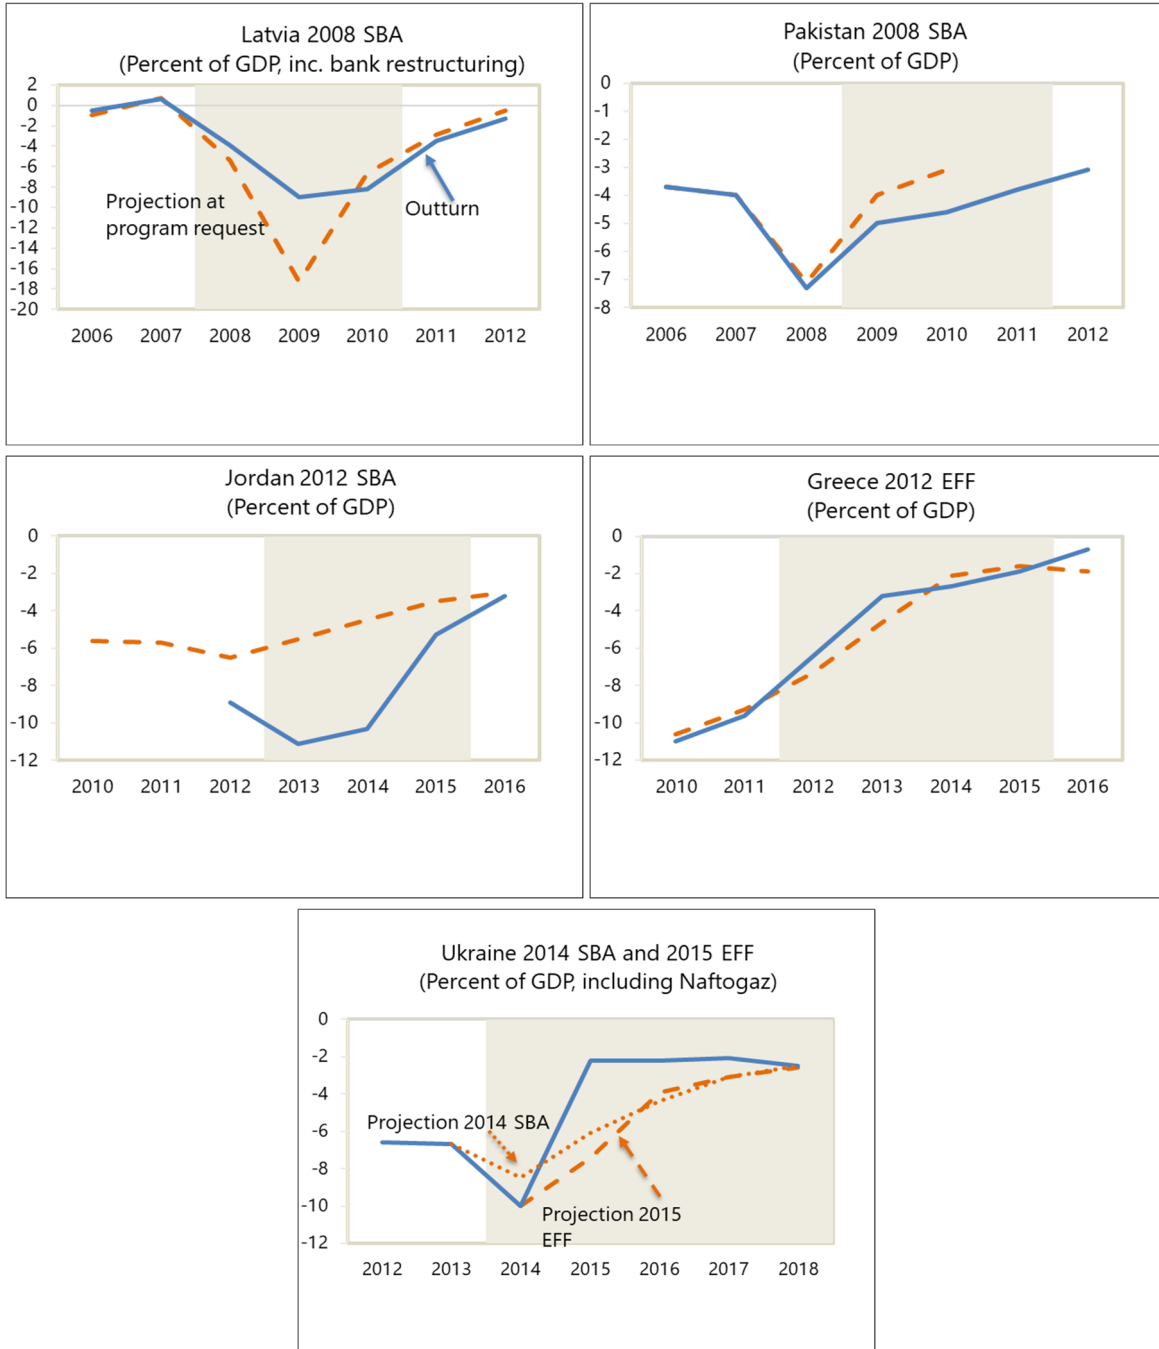 Latvia 2008 SBA
(Percent of GDP, inc. bank restructuring)
2
0
-2
-4
-6
-8
-10
-12
-14
-16
-18
-20
Projection at
program request
Outturn
2006 2007 2008 2009 2010 2011 2012
Pakistan 2008 SBA
(Percent of GDP)
0
-1
-2
-3
-4
-5
-6
-7
-8
2006 2007 2008 2009 2010 2011 2012
Jordan 2012 SBA
(Percent of GDP)
0
-2
-4
-6
-8
-10
-12
2010 2011 2012 2013 2014 2015 2016
Greece 2012 EFF
(Percent of GDP)
0
-2
-4
-6
-8
-10
-12
2010 2011 2012 2013 2014 2015 2016
Ukraine 2014 SBA and 2015 EFF
(Percent of GDP, including Naftogaz)
0
-2
-4
-6
-8
-10
-12
Projection 2014 SBA
Projection 2015
EFF
2012 2013 2014 2015 2016 2017 2018